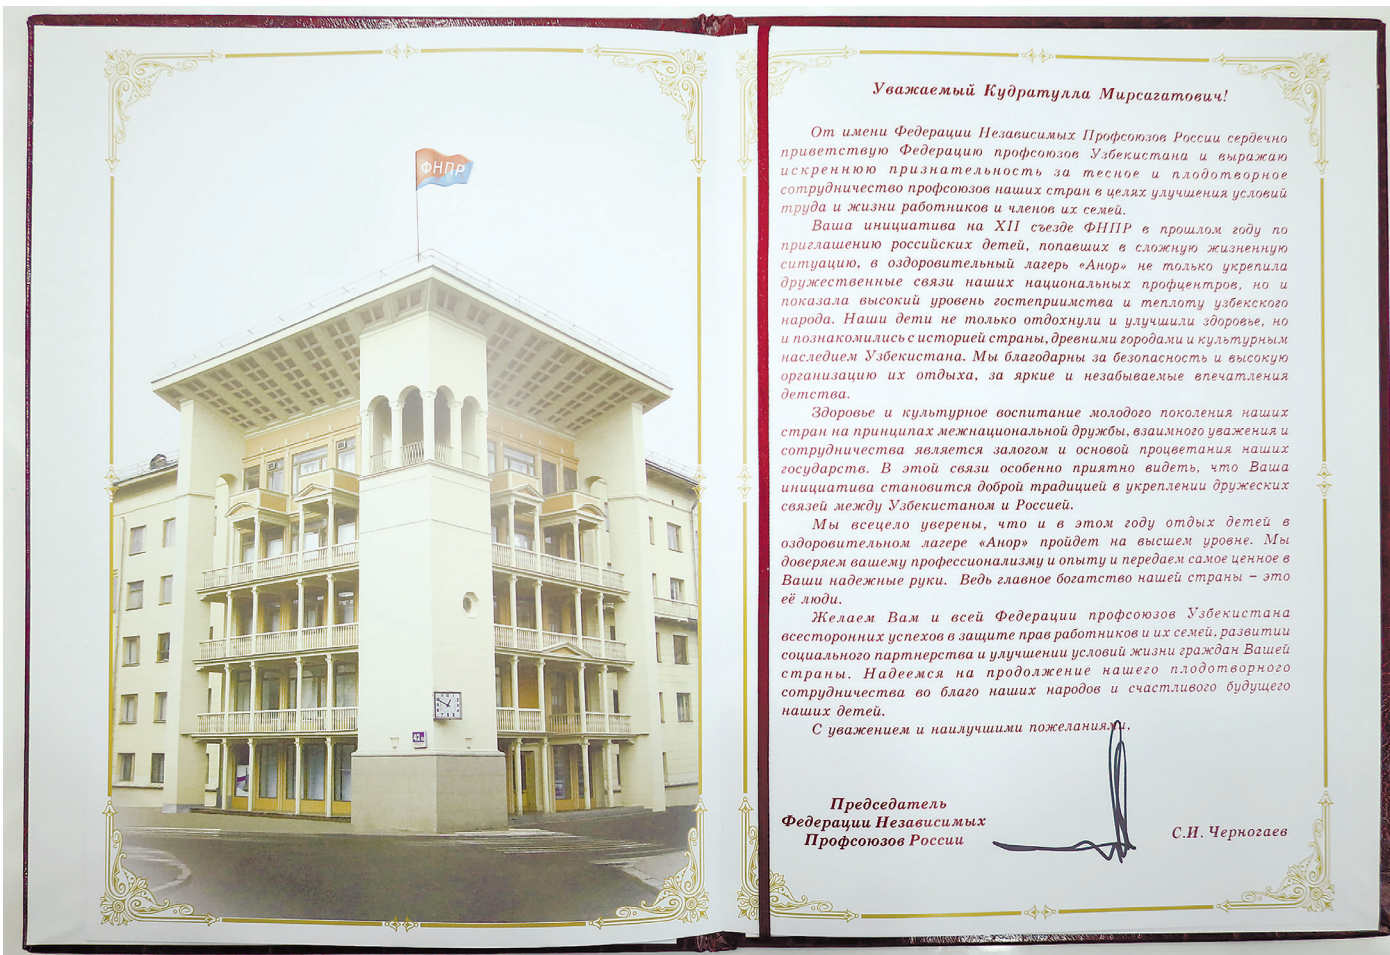 ФНПР
42
Уважаемый Кудратулла Мирсагатович!
От имени Федерации Независимых Профсоюзов России сердечно
приветствую Федерацию профсоюзов Узбекистана и выражаю
искреннюю признательность за тесное и плодотворное
сотрудничество профсоюзов наших стран в целях улучшения условий
труда и жизни работников и членов их семей.
Ваша инициатива на XII съезде ФНПР в прошлом году по
приглашению российских детей, попавших в сложную жизненную
ситуацию, в оздоровительный лагерь «Анор» не только укрепила
дружественные связи наших национальных профцентров, но и
показала высокий уровень гостеприимства и теплоту узбекского
народа. Наши дети не только отдохнули и улучшили здоровье, но
и познакомились с историей страны, древними городами и культурным
наследием Узбекистана. Мы благодарны за безопасность и высокую
организацию их отдыха, за яркие и незабываемые впечатления
детства.
Здоровье и культурное воспитание молодого поколения наших
стран на принципах межнациональной дружбы, взаимного уважения и
сотрудничества является залогом и основой процветания наших
государств. В этой связи особенно приятно видеть, что Ваша
инициатива становится доброй традицией в укреплении дружеских
связей между Узбекистаном и Россией.
Мы всецело уверены, что и в этом году отдых детей в
оздоровительном лагере «Анор» пройдет на высшем уровне. Мы
доверяем вашему профессионализму и опыту и передаем самое ценное в
Ваши надежные руки. Ведь главное богатство нашей страны – это
её люди.
Желаем Вам и всей Федерации профсоюзов Узбекистана
всесторонних успехов в защите прав работников и их семей, развитии
социального партнерства и улучшении условий жизни граждан Вашей
страны. Надеемся на продолжение нашего плодотворного
сотрудничества во благо наших народов и счастливого будущего
наших детей.
С уважением и наилучшими пожеланиями,
Председатель
Федерации Независимых
Профсоюзов России
С.И. Черногаев